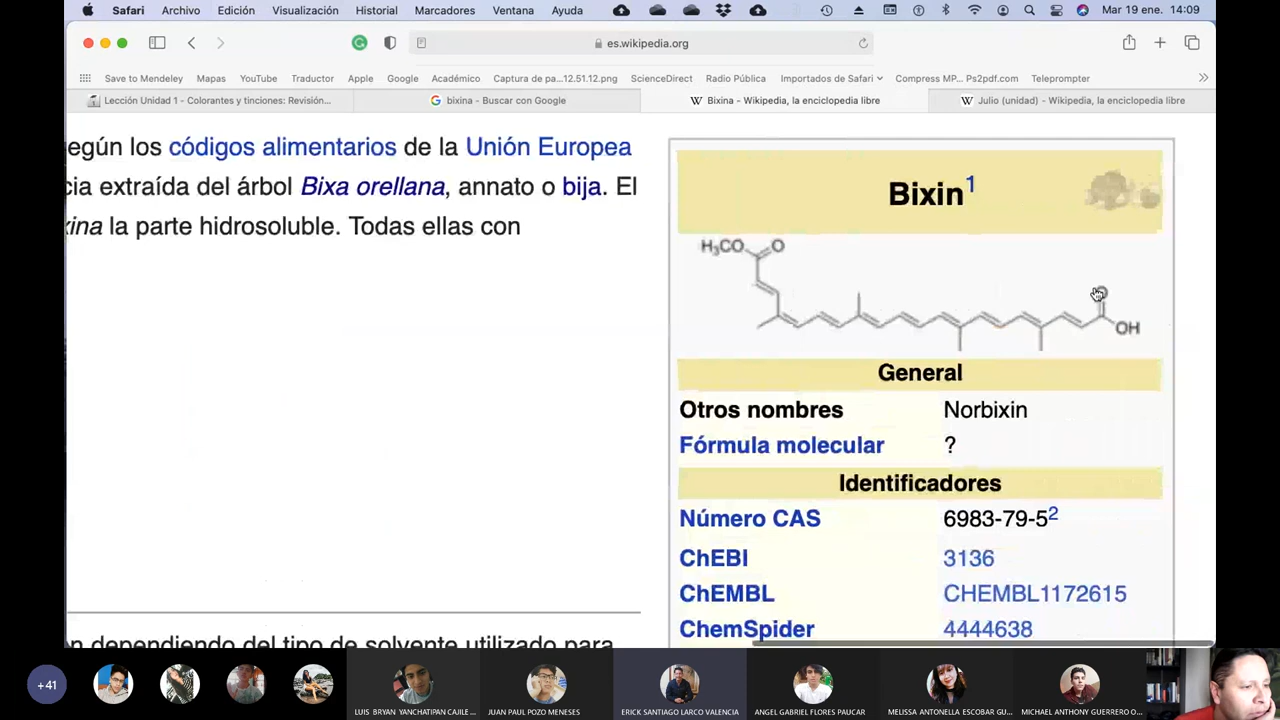 Safari Archivo Edición Visualización Historial Marcadores Ventana Ayuda Mar 19 ene. 14:09
es.wikipedia.org
Save to Mendeley Mapas YouTube Traductor Apple Google Académico Captura de pa...12.51.12.png ScienceDirect Radio Pública Importados de Safari Compress MP... Ps2pdf.com Teleprompter
Lección Unidad 1 - Colorantes y tinciones: Revisión... bixina - Buscar con Google Bixina - Wikipedia, la enciclopedia libre Julio (unidad) - Wikipedia, la enciclopedia libre
egún los códigos alimentarios de la Unión Europea
cia extraída del árbol Bixa orellana, annato o bija. El
xina la parte hidrosoluble. Todas ellas con
n dependiendo del tipo de solvente utilizado para
Bixin1
H3CO O
O
OH
General
Otros nombres Norbixin
Fórmula molecular ?
Identificadores
Número CAS 6983-79-52
ChEBI 3136
ChEMBL CHEMBL1172615
ChemSpider 4444638
+41
LUIS BRYAN YANCHATIPAN CAJILE ... JUAN PAUL POZO MENESES ERICK SANTIAGO LARCO VALENCIA ANGEL GABRIEL FLORES PAUCAR MELISSA ANTONELLA ESCOBAR GU... MICHAEL ANTHONY GUERRERO O...